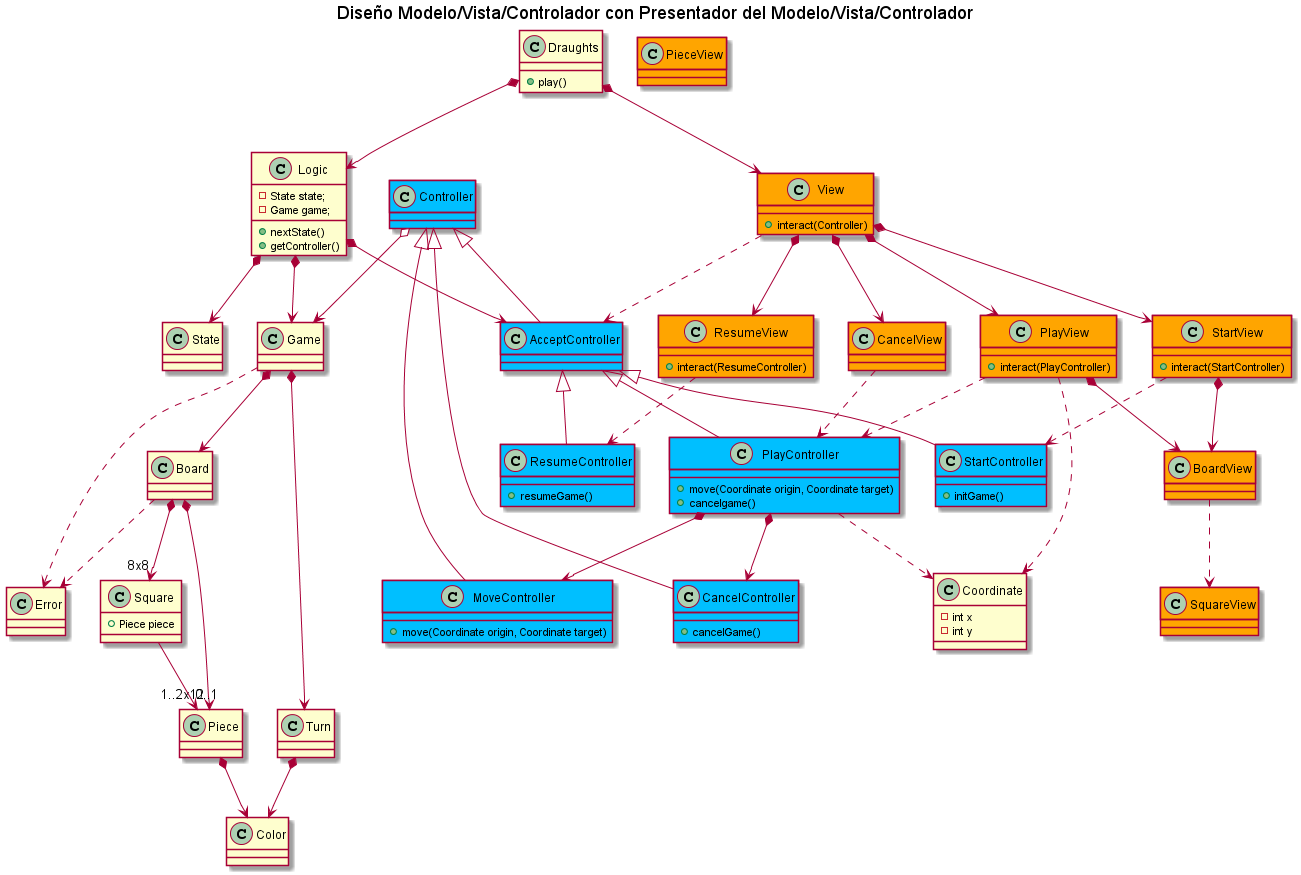 Diseño Modelo/Vista/Controlador con Presentador del Modelo/Vista/Controlador
C Draughts
play()
C PieceView
C Logic
State state;
Game game;
nextState()
getController()
C Controller
C View
interact(Controller)
C State
C Game
C AcceptController
C ResumeView
interact(ResumeController)
C CancelView
C PlayView
interact(PlayController)
C StartView
interact(StartController)
C Board
C ResumeController
resumeGame()
C PlayController
move(Coordinate origin, Coordinate target)
cancelgame()
C StartController
initGame()
C BoardView
8x8
C Error
C Square
Piece piece
C MoveController
move(Coordinate origin, Coordinate target)
C CancelController
cancelGame()
C Coordinate
int x
int y
C SquareView
C Piece
C Turn
C Color